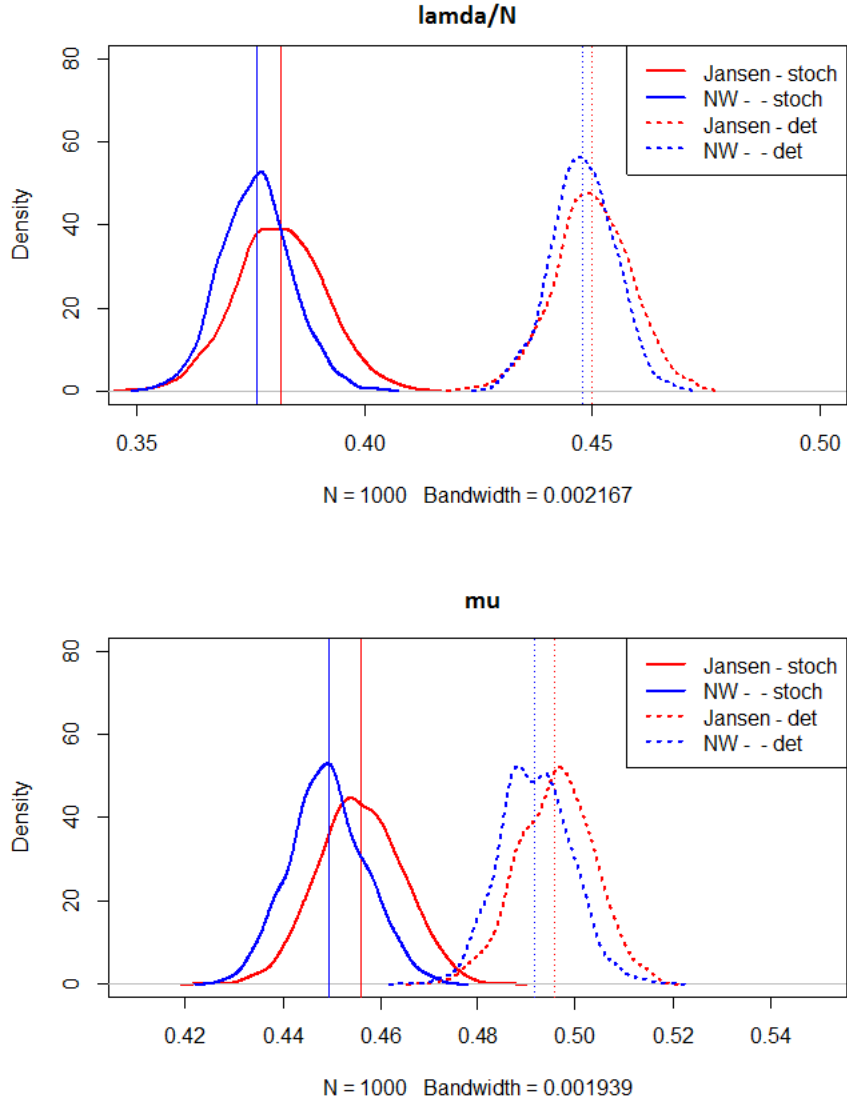 lamda/N
80
60
40
20
0
Density
Jansen - stoch
NW - - stoch
Jansen - det
NW - - det
0.35 0.40 0.45 0.50
N = 1000 Bandwidth = 0.002167
mu
80
60
40
20
0
Density
Jansen - stoch
NW - - stoch
Jansen - det
NW - - det
0.42 0.44 0.46 0.48 0.50 0.52 0.54
N = 1000 Bandwidth = 0.001939